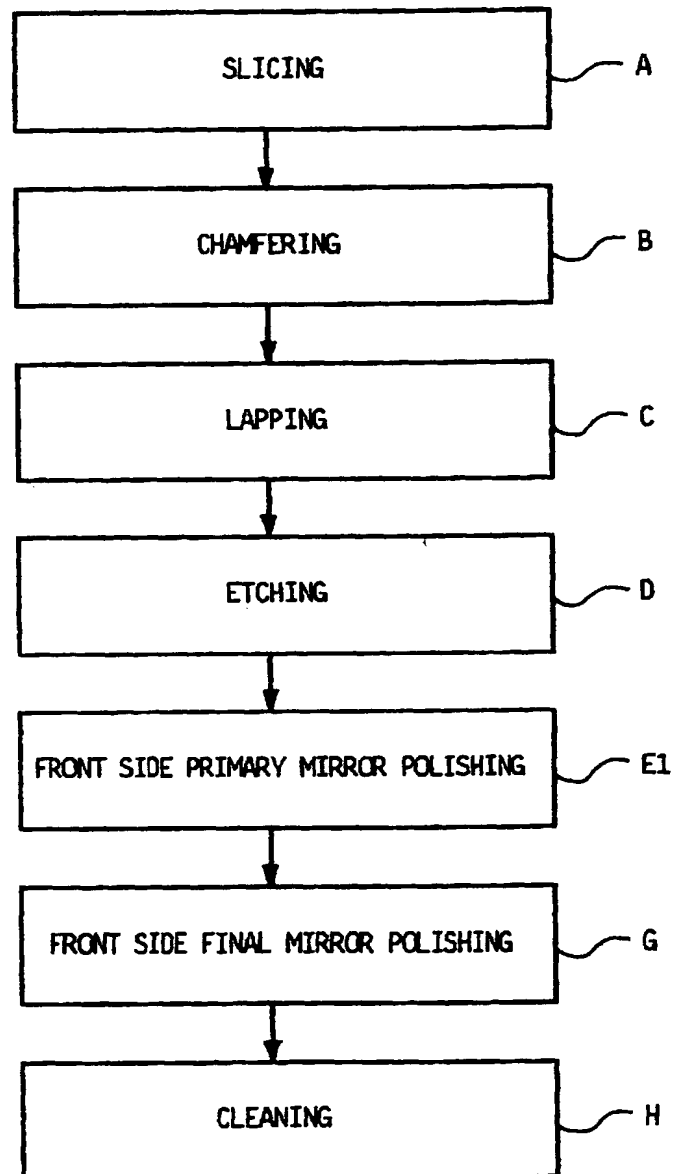 SLICING A
CHAMFERING B
LAPPING C
ETCHING D
FRONT SIDE PRIMARY MIRROR POLISHING E1
FRONT SIDE FINAL MIRROR POLISHING G
CLEANING H